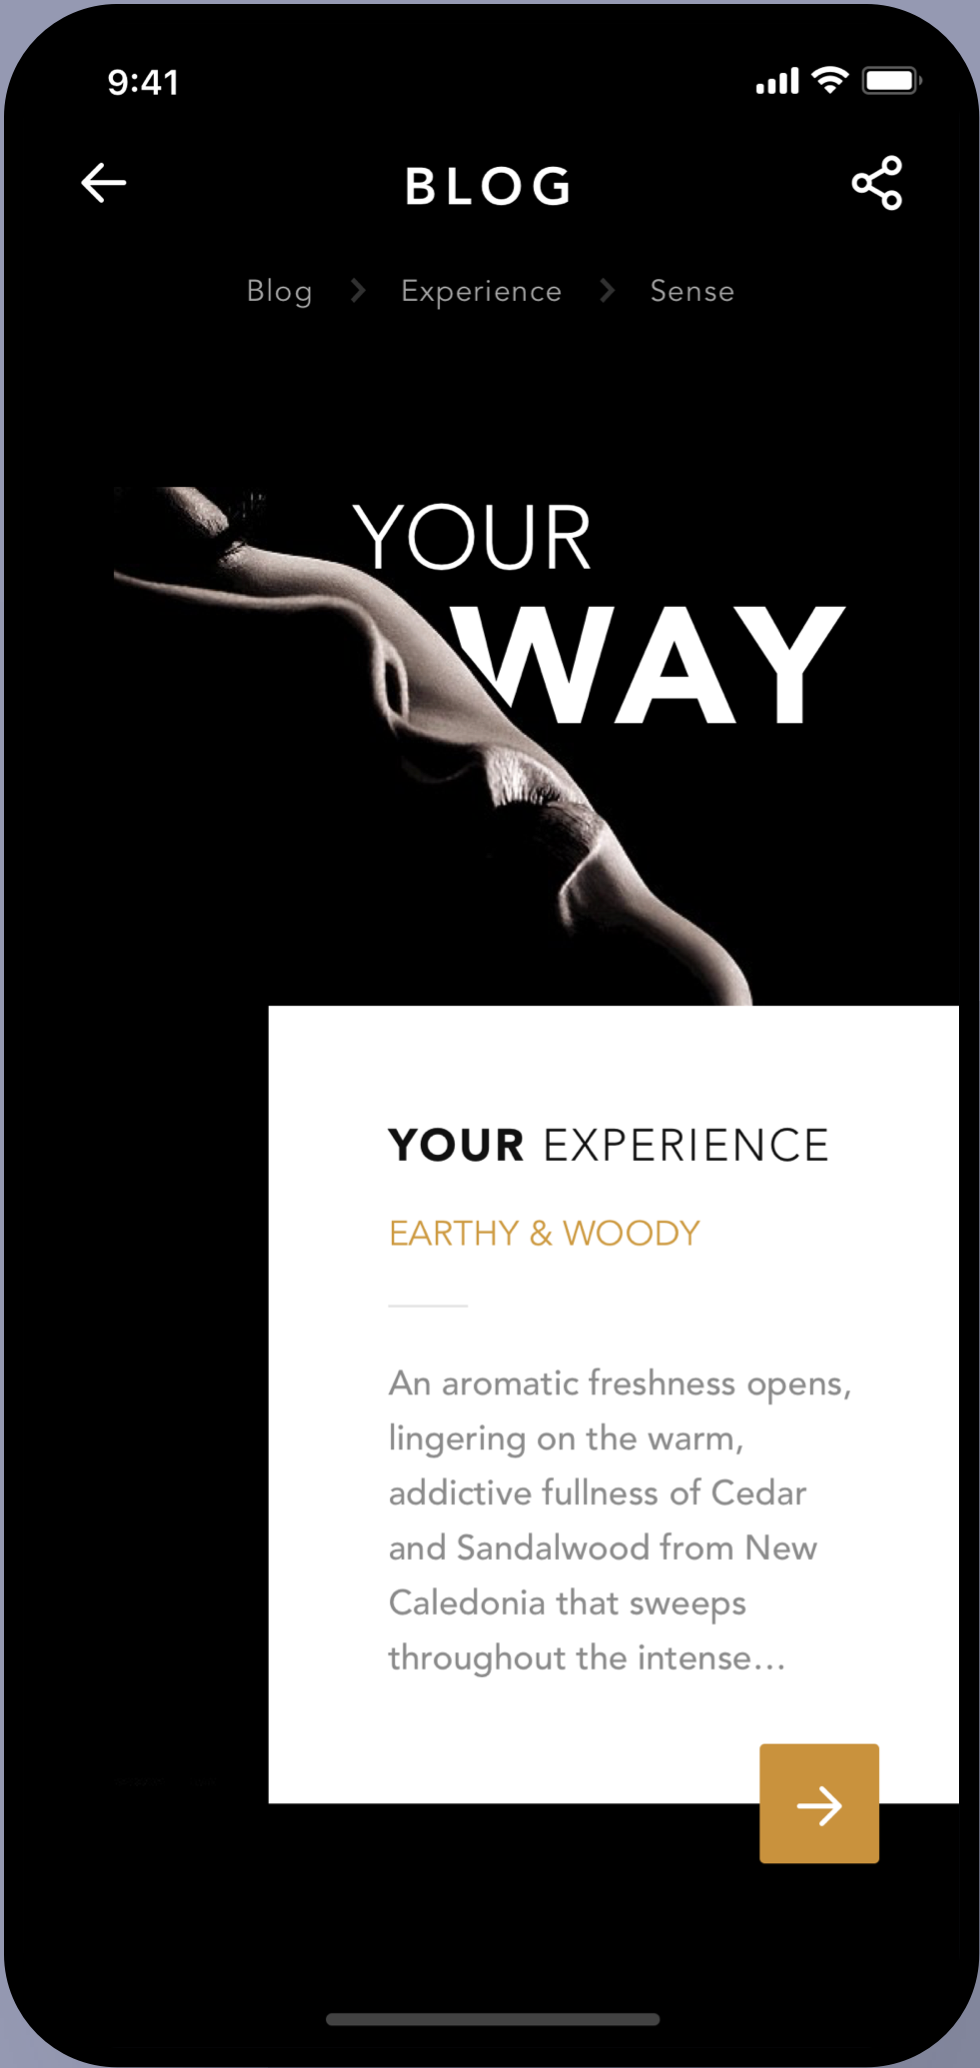 9:41
BLOG
Blog Experience Sense
YOUR
WAY
YOUR EXPERIENCE
EARTHY & WOODY
An aromatic freshness opens,
lingering on the warm,
addictive fullness of Cedar
and Sandalwood from New
Caledonia that sweeps
throughout the intense…